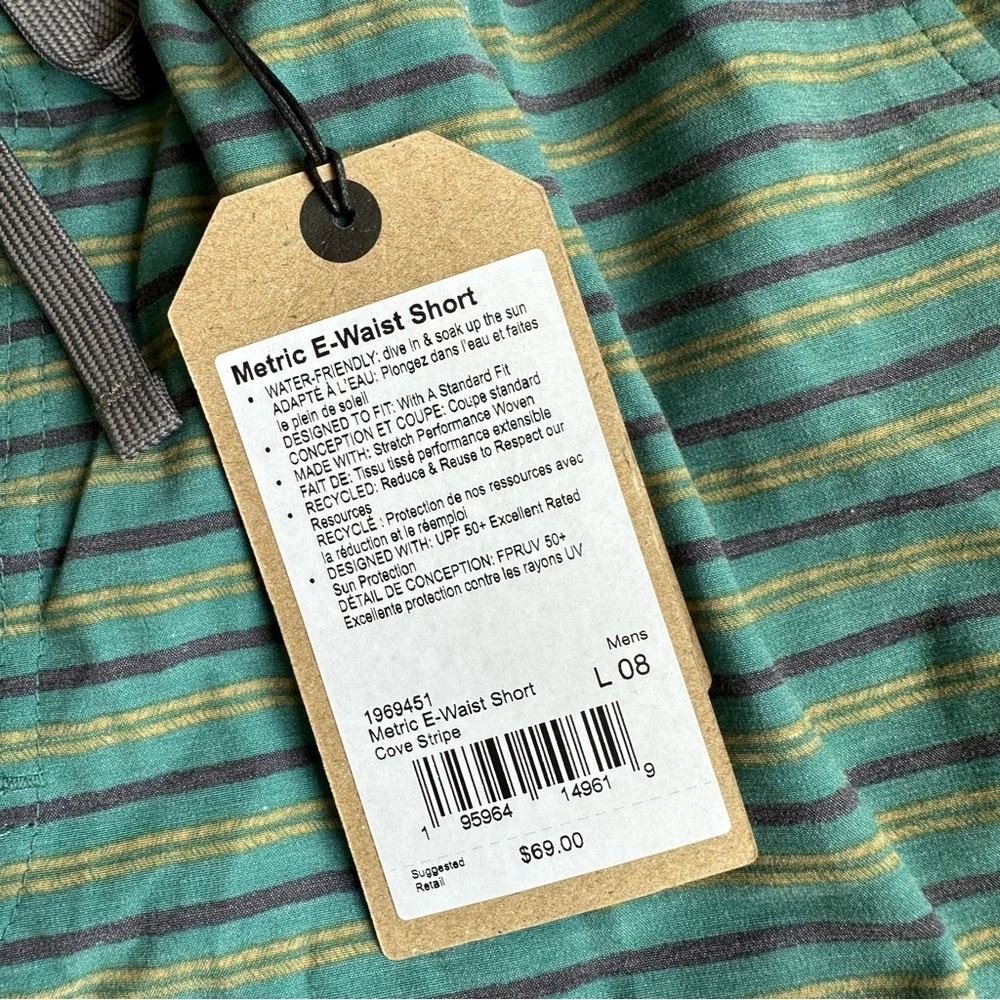 Metric E-Waist Short
• WATER-FRIENDLY: dive in & soak up the sun
ADAPTÉ À L'EAU: Plongez dans l'eau et faites
le plein de soleil
• DESIGNED TO FIT: With A Standard Fit
CONCEPTION ET COUPE: Coupe standard
• MADE WITH: Stretch Performance Woven
FAIT DE: Tissu tissé performance extensible
• RECYCLED: Reduce & Reuse to Respect our
Resources
RECYCLÉ : Protection de nos ressources avec
la réduction et le réemploi
• DESIGNED WITH: UPF 50+ Excellent Rated
Sun Protection
DÉTAIL DE CONCEPTION: FPRUV 50+
Excellente protection contre les rayons UV
Mens
L 08
1969451
Metric E-Waist Short
Cove Stripe
1 95964 14961 9
Suggested
Retail
$69.00